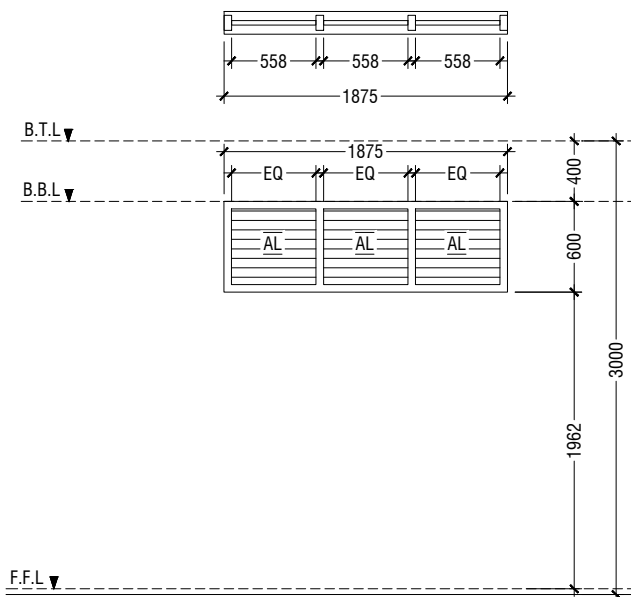 558 558 558
1875
B.T.L
1875
400
EQ EQ EQ
B.B.L
AL AL AL
600
3000
1962
F.F.L